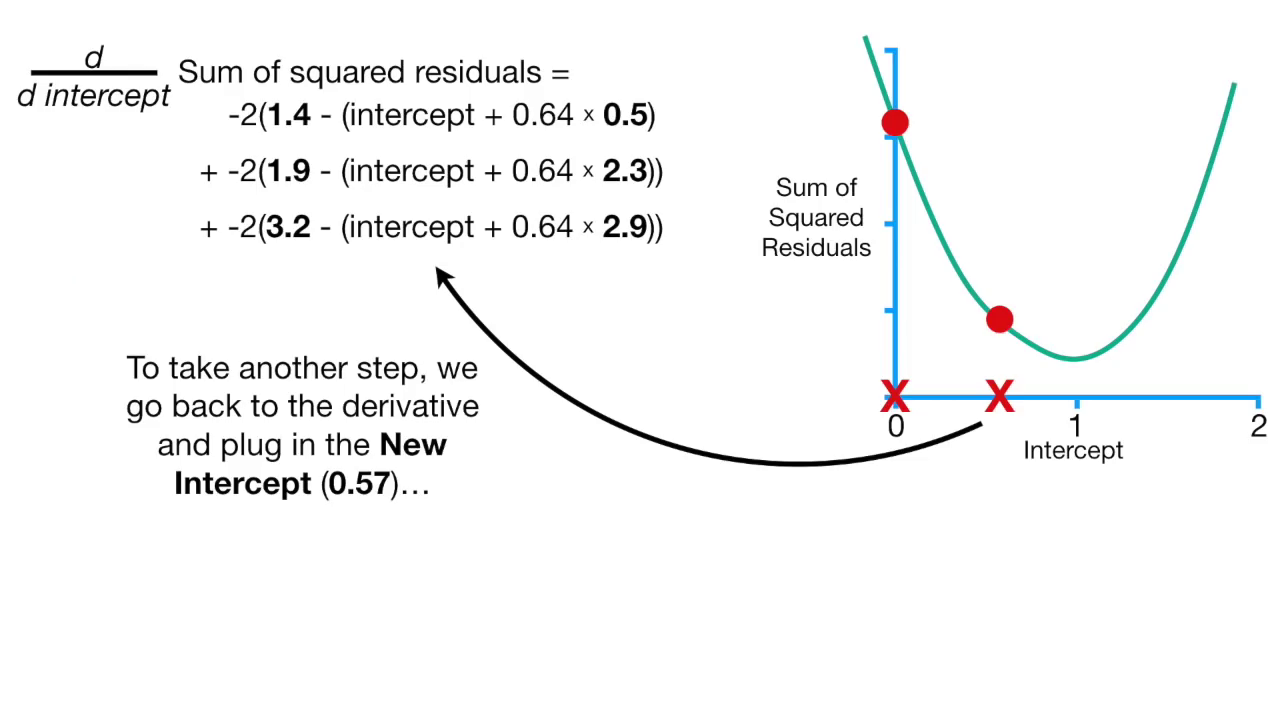 d
d intercept
Sum of squared residuals =
-2(1.4 - (intercept + 0.64 x 0.5)
+ -2(1.9 - (intercept + 0.64 x 2.3))
+ -2(3.2 - (intercept + 0.64 x 2.9))
To take another step, we
go back to the derivative
and plug in the New
Intercept (0.57)…
Sum of
Squared
Residuals
X X
0 1 2
Intercept